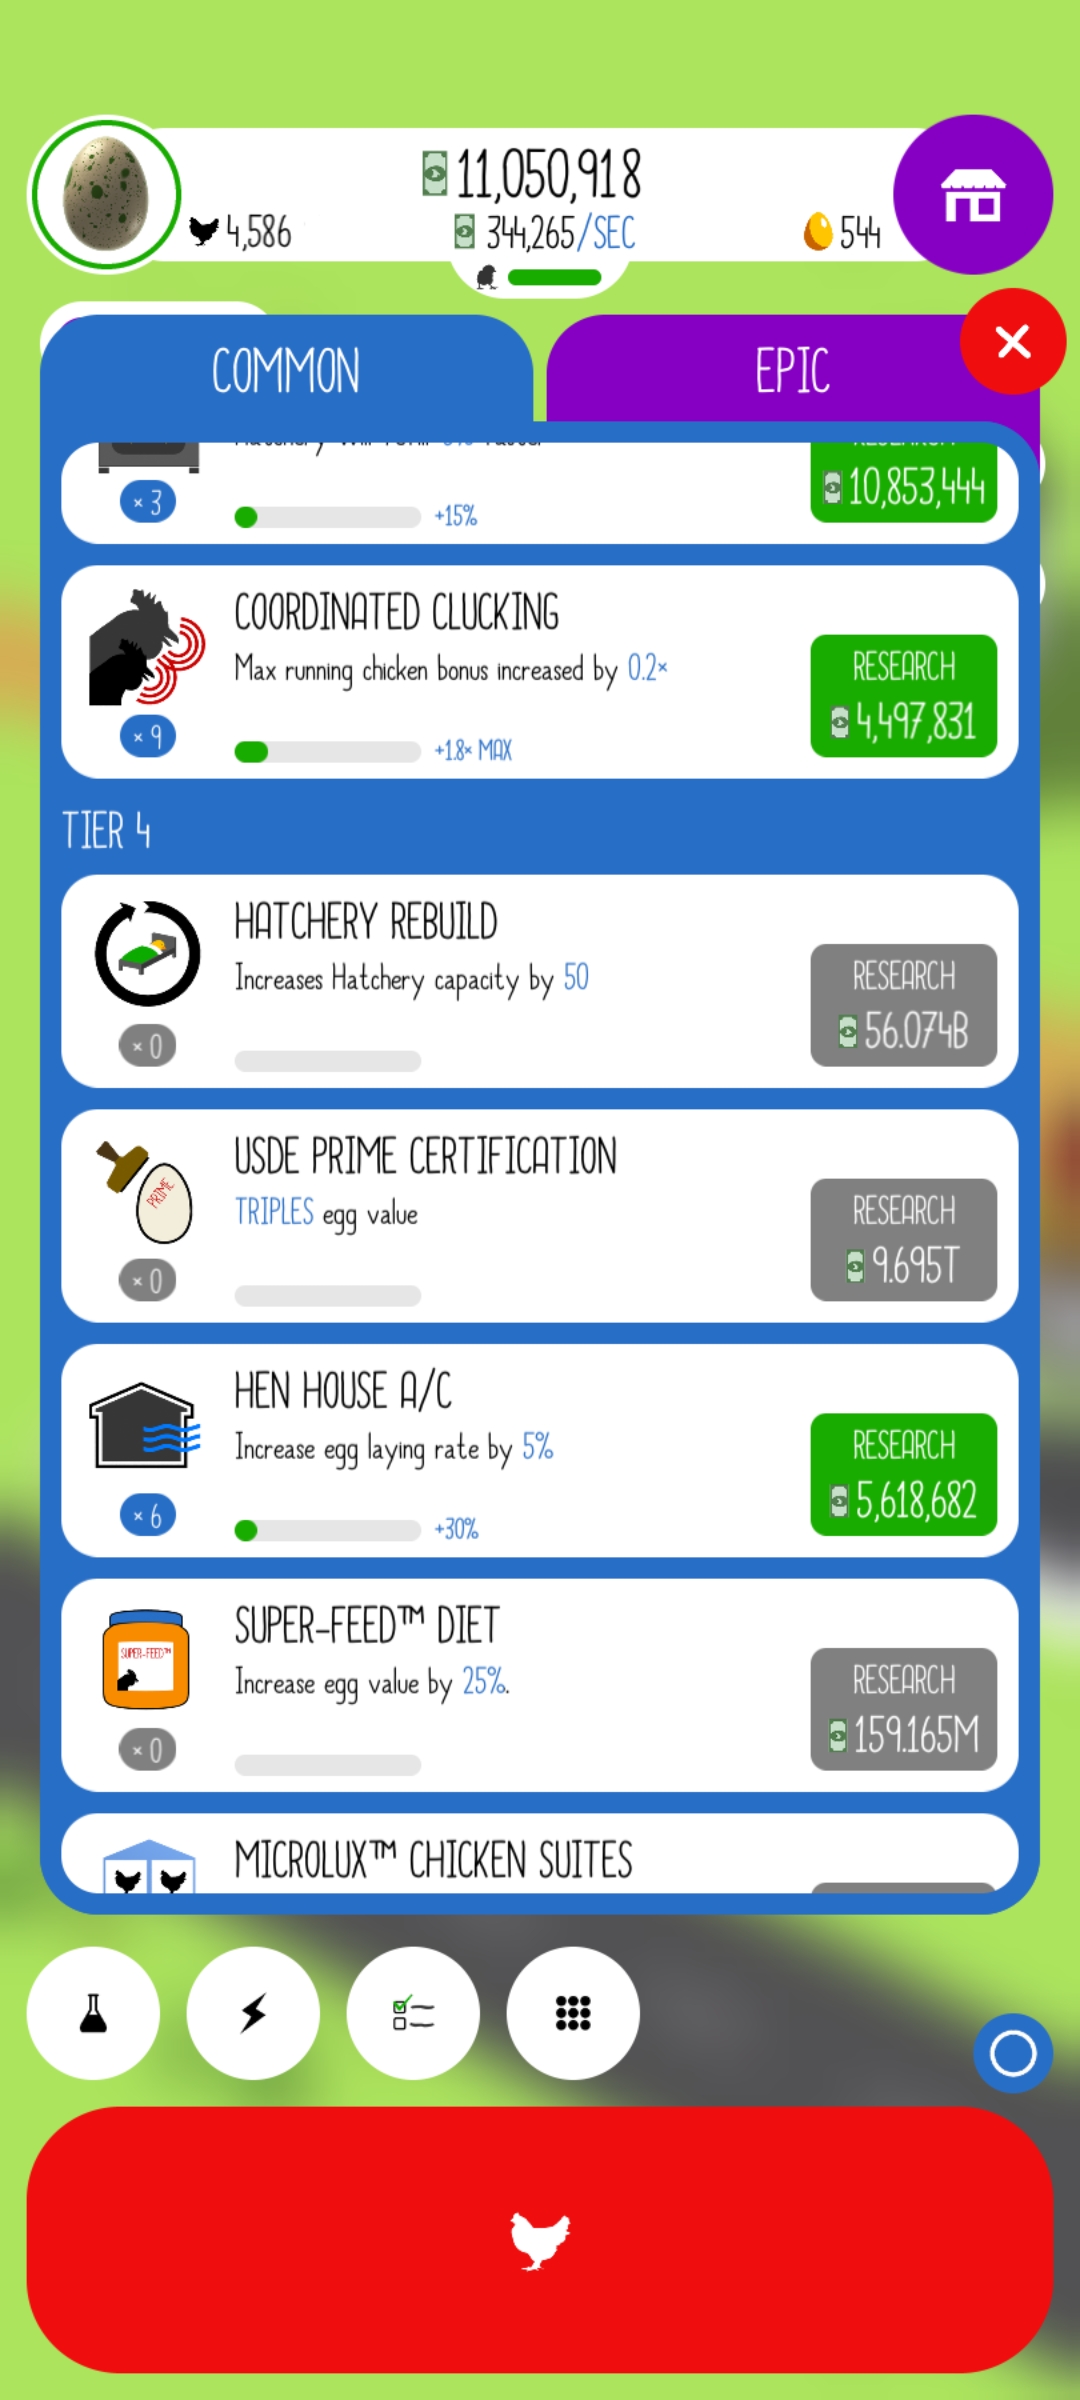 11,050,918
4,586
344,265/SEC
544
COMMON
EPIC
× 3
+15%
10,853,444
COORDINATED CLUCKING
Max running chicken bonus increased by 0.2×
× 9
+1.8× MAX
RESEARCH
4,497,831
TIER 4
HATCHERY REBUILD
Increases Hatchery capacity by 50
× 0
RESEARCH
56.074B
PRIME
USDE PRIME CERTIFICATION
TRIPLES egg value
× 0
RESEARCH
9.695T
HEN HOUSE A/C
Increase egg laying rate by 5%
× 6
+30%
RESEARCH
5,618,682
SUPER-FEED™
SUPER-FEED™ DIET
Increase egg value by 25%.
× 0
RESEARCH
159.165M
MICROLUX™ CHICKEN SUITES